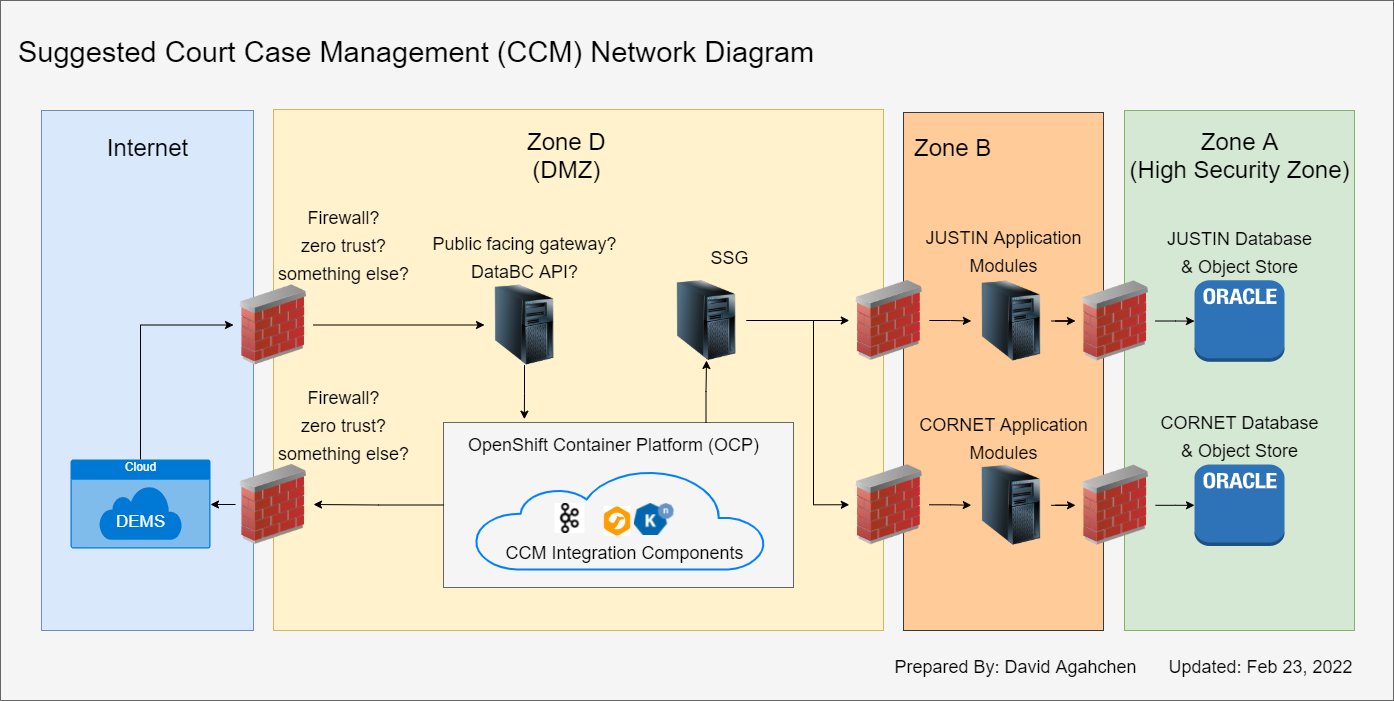 Suggested Court Case Management (CCM) Network Diagram
Internet
Zone D
(DMZ)
Zone B
Zone A
(High Security Zone)
Firewall?
zero trust?
something else?
Public facing gateway?
DataBC API?
SSG
JUSTIN Application
Modules
JUSTIN Database
& Object Store
ORACLE
Firewall?
zero trust?
something else?
Cloud
DEMS
OpenShift Container Platform (OCP)
K
n
CCM Integration Components
CORNET Application
Modules
CORNET Database
& Object Store
ORACLE
Prepared By: David Agahchen
Updated: Feb 23, 2022